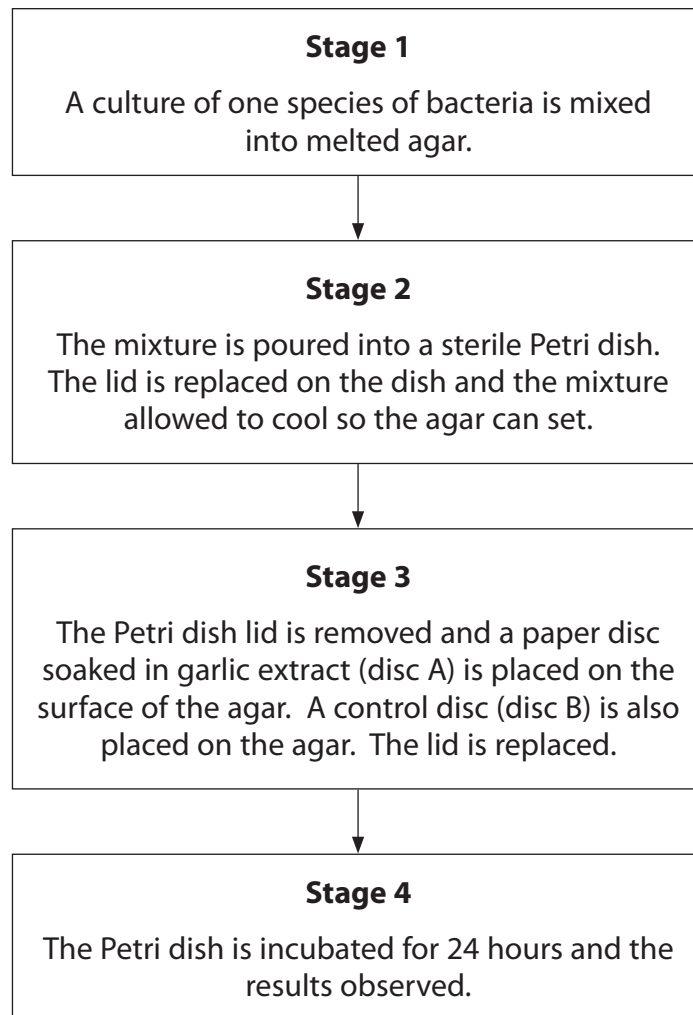 Stage 1
A culture of one species of bacteria is mixed
into melted agar.
Stage 2
The mixture is poured into a sterile Petri dish.
The lid is replaced on the dish and the mixture
allowed to cool so the agar can set.
Stage 3
The Petri dish lid is removed and a paper disc
soaked in garlic extract (disc A) is placed on the
surface of the agar.  A control disc (disc B) is also
placed on the agar.  The lid is replaced.
Stage 4
The Petri dish is incubated for 24 hours and the
results observed.